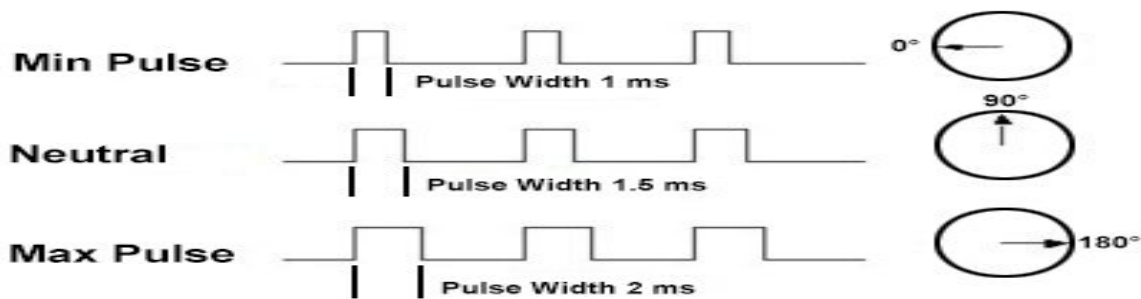 Min Pulse
Pulse Width 1 ms
0°
Neutral
Pulse Width 1.5 ms
90°
Max Pulse
Pulse Width 2 ms
180°